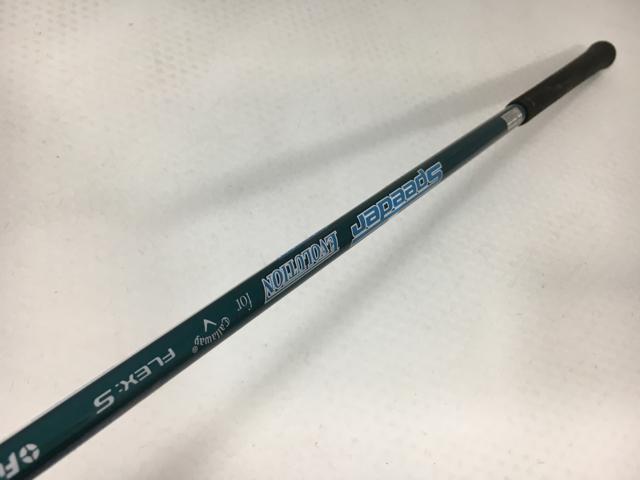 Speeder
EVOLUTION
for
Callaway®
FLEX: S